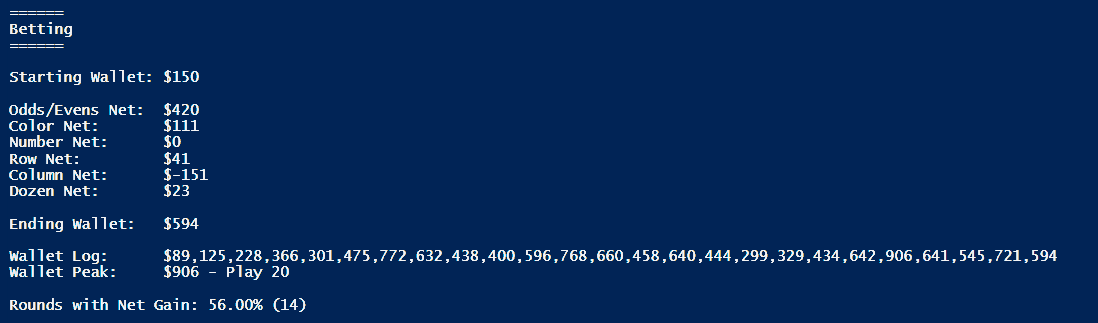 ======
Betting
======
Starting Wallet: $150
Odds/Evens Net: $420
Color Net: $111
Number Net: $0
Row Net: $41
Column Net: $-151
Dozen Net: $23
Ending Wallet: $594
Wallet Log: $89,125,228,366,301,475,772,632,438,400,596,768,660,458,640,444,299,329,434,642,906,641,545,721,594
Wallet Peak: $906 - Play 20
Rounds with Net Gain: 56.00% (14)